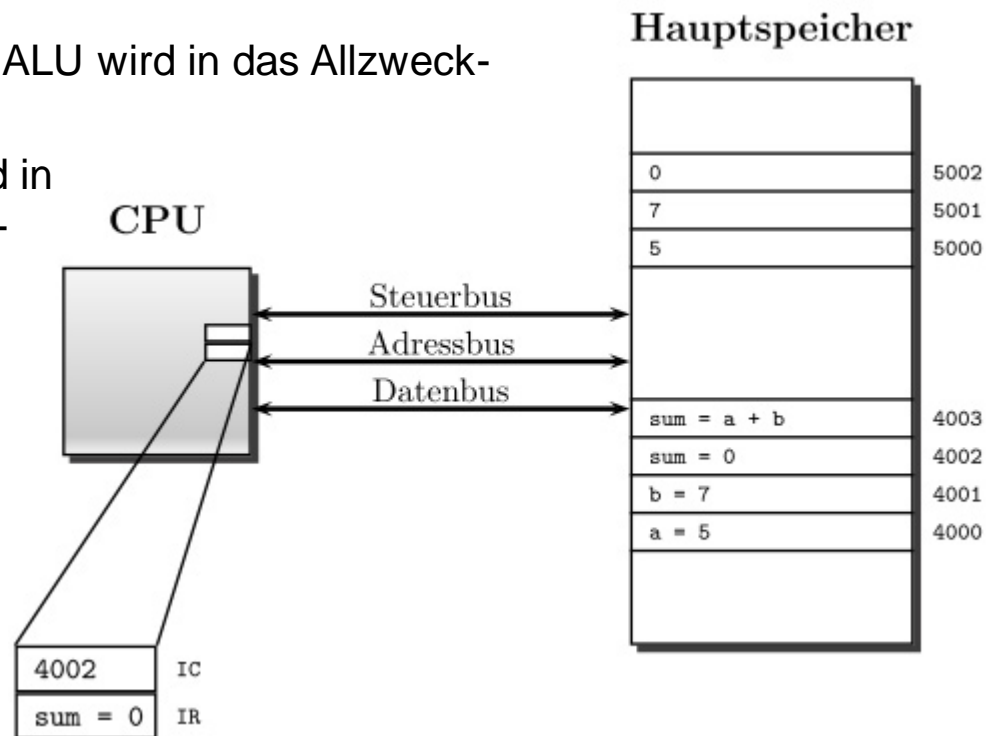 ALU wird in das Allzweck-
Hauptspeicher
d in
-
CPU
0 5002
7 5001
5 5000
Steuerbus
Adressbus
Datenbus
sum = a + b 4003
sum = 0 4002
b = 7 4001
a = 5 4000
4002 IC
sum = 0 IR